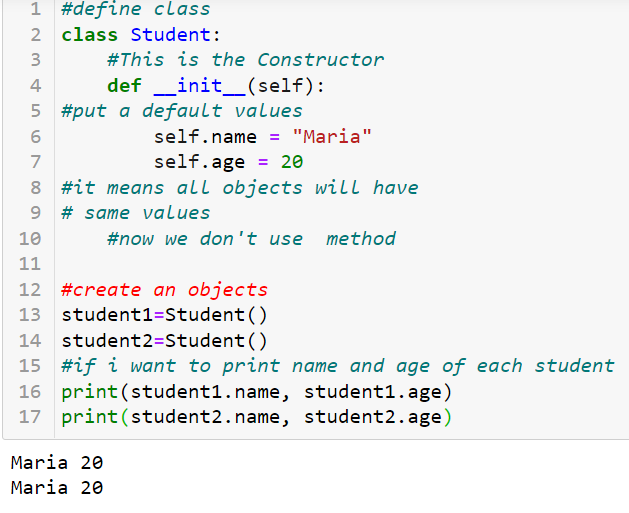 1 #define class
2 class Student:
3     #This is the Constructor
4     def __init__(self):
5 #put a default values
6         self.name = "Maria"
7         self.age = 20
8 #it means all objects will have
9 # same values
10     #now we don't use  method
11
12 #create an objects
13 student1=Student()
14 student2=Student()
15 #if i want to print name and age of each student
16 print(student1.name, student1.age)
17 print(student2.name, student2.age)
Maria 20
Maria 20